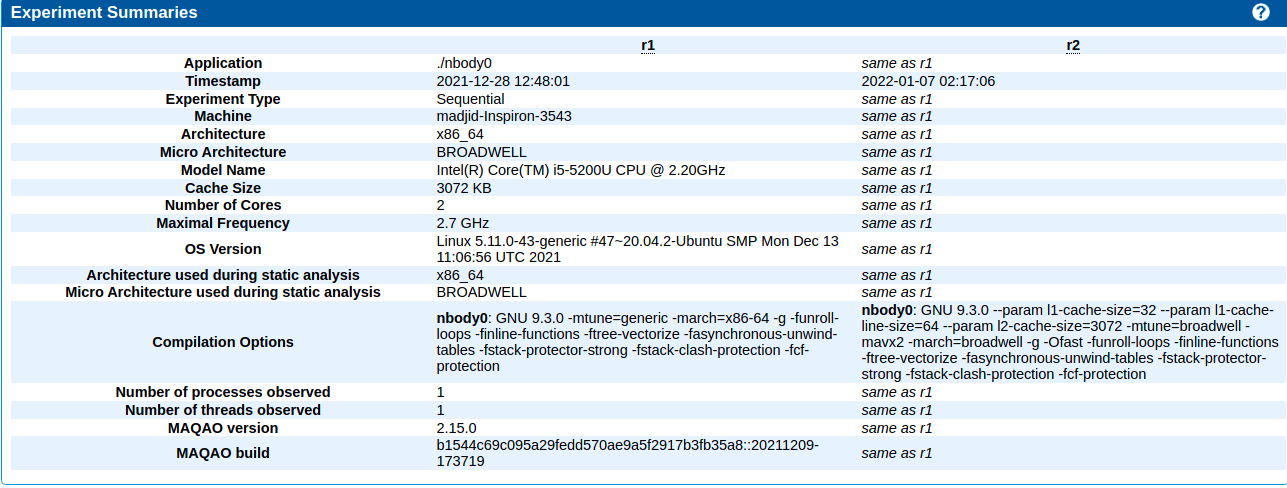 Experiment Summaries ?
r1 r2
Application ./nbody0 same as r1
Timestamp 2021-12-28 12:48:01 2022-01-07 02:17:06
Experiment Type Sequential same as r1
Machine madjid-Inspiron-3543 same as r1
Architecture x86_64 same as r1
Micro Architecture BROADWELL same as r1
Model Name Intel(R) Core(TM) i5-5200U CPU @ 2.20GHz same as r1
Cache Size 3072 KB same as r1
Number of Cores 2 same as r1
Maximal Frequency 2.7 GHz same as r1
OS Version Linux 5.11.0-43-generic #47~20.04.2-Ubuntu SMP Mon Dec 13
11:06:56 UTC 2021 same as r1
Architecture used during static analysis x86_64 same as r1
Micro Architecture used during static analysis BROADWELL same as r1
Compilation Options
nbody0: GNU 9.3.0 -mtune=generic -march=x86-64 -g -funroll-
loops -finline-functions -ftree-vectorize -fasynchronous-unwind-
tables -fstack-protector-strong -fstack-clash-protection -fcf-
protection
nbody0: GNU 9.3.0 --param l1-cache-size=32 --param l1-cache-
line-size=64 --param l2-cache-size=3072 -mtune=broadwell -
mavx2 -march=broadwell -g -Ofast -funroll-loops -finline-functions
-ftree-vectorize -fasynchronous-unwind-tables -fstack-protector-
strong -fstack-clash-protection -fcf-protection
Number of processes observed 1 same as r1
Number of threads observed 1 same as r1
MAQAO version 2.15.0 same as r1
MAQAO build b1544c69c095a29fedd570ae9a5f2917b3fb35a8::20211209-
173719 same as r1